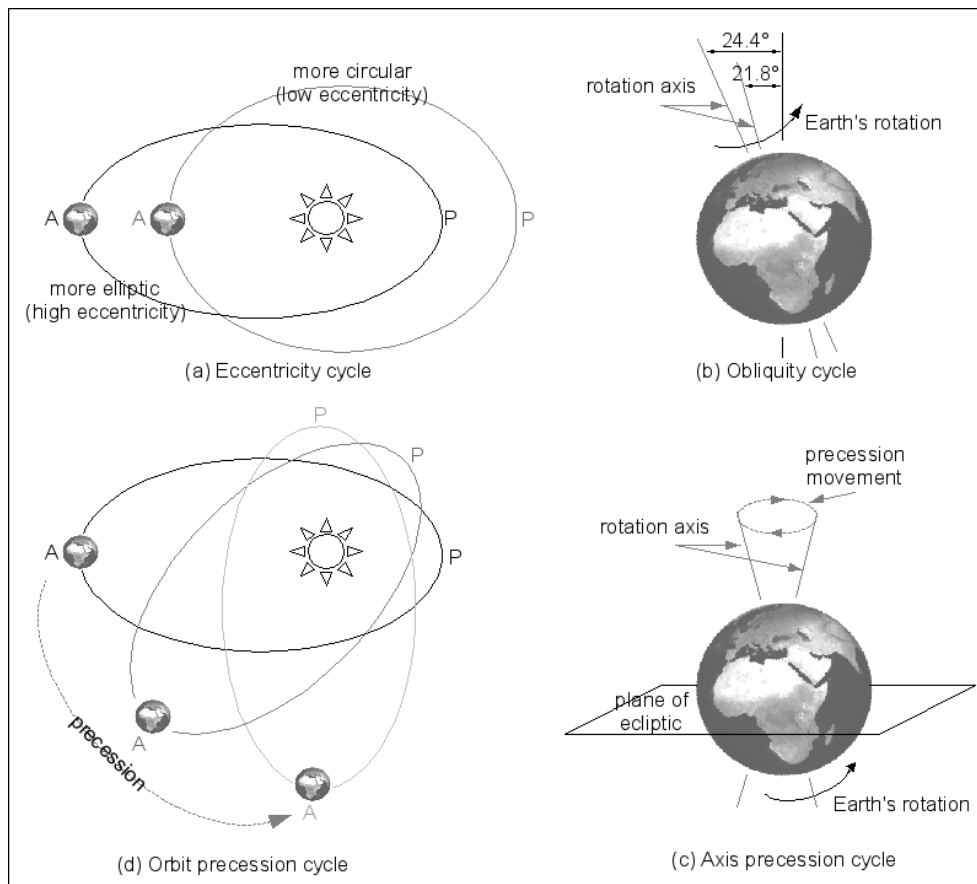 more circular
(low eccentricity)
A
A
P
P
more elliptic
(high eccentricity)
(a) Eccentricity cycle
24.4°
21.8°
rotation axis
Earth's rotation
(b) Obliquity cycle
P
P
A
P
A
A
precession
(d) Orbit precession cycle
precession
movement
rotation axis
plane of
ecliptic
Earth's rotation
(c) Axis precession cycle